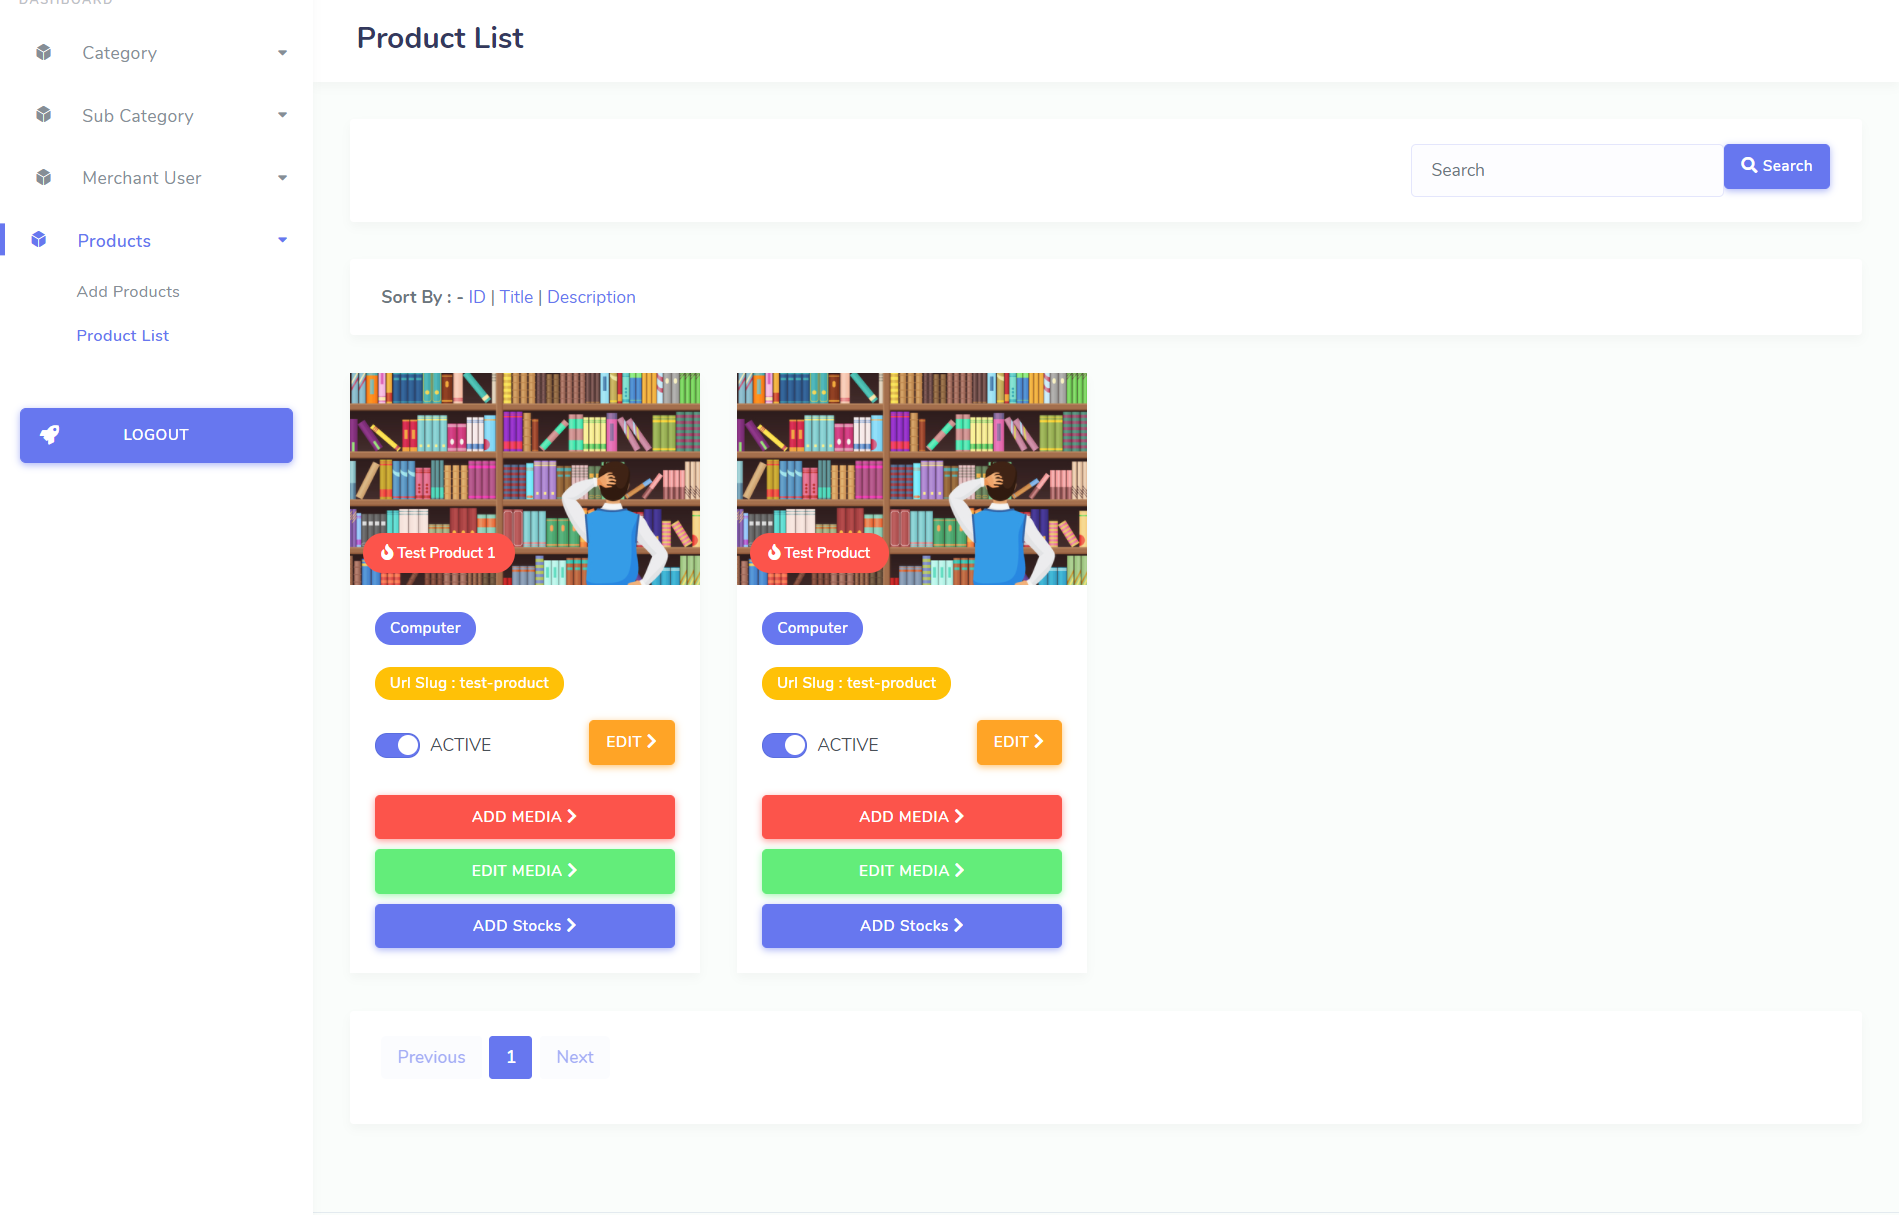 DASHBOARD
Category
Sub Category
Merchant User
Products
Add Products
Product List
LOGOUT
Product List
Search
Search
Sort By : - ID | Title | Description
Test Product 1
Computer
Url Slug : test-product
ACTIVE
EDIT
ADD MEDIA
EDIT MEDIA
ADD Stocks
Test Product
Computer
Url Slug : test-product
ACTIVE
EDIT
ADD MEDIA
EDIT MEDIA
ADD Stocks
Previous 1 Next